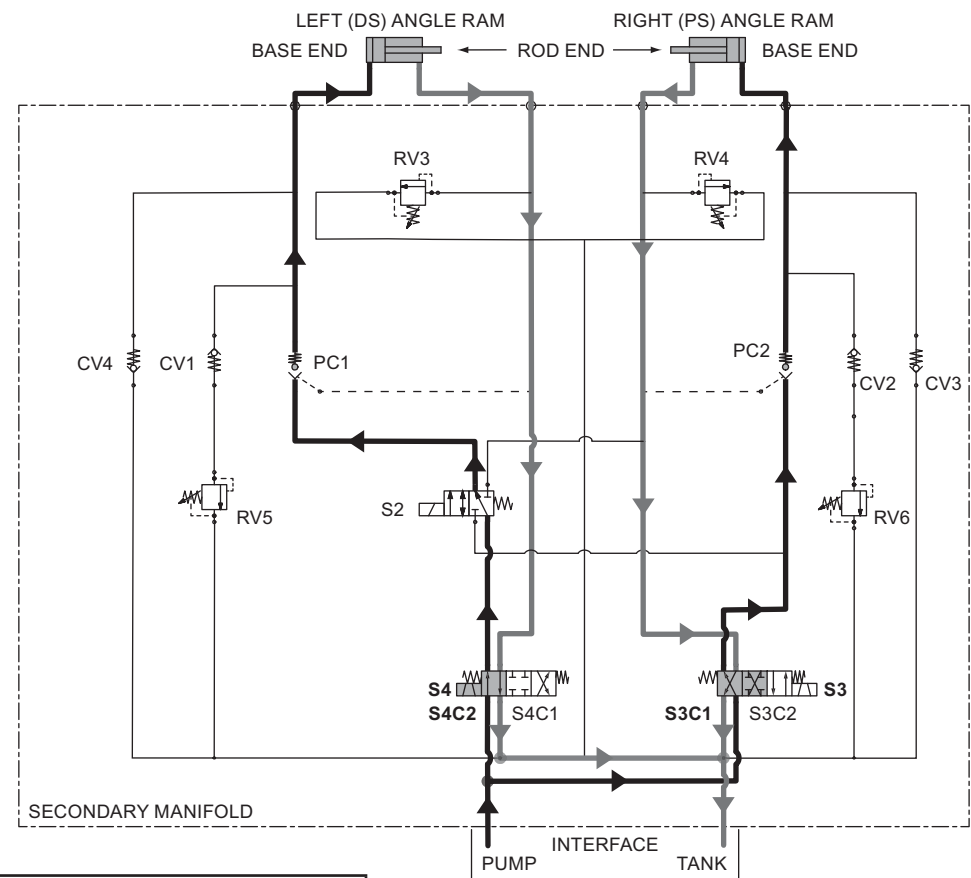 LEFT (DS) ANGLE RAM
RIGHT (PS) ANGLE RAM
BASE END
ROD END
BASE END
RV3
RV4
CV4
CV1
PC1
PC2
CV2
CV3
S2
RV5
RV6
S4
S3
S4C2
S4C1
S3C1
S3C2
SECONDARY MANIFOLD
INTERFACE
PUMP
TANK